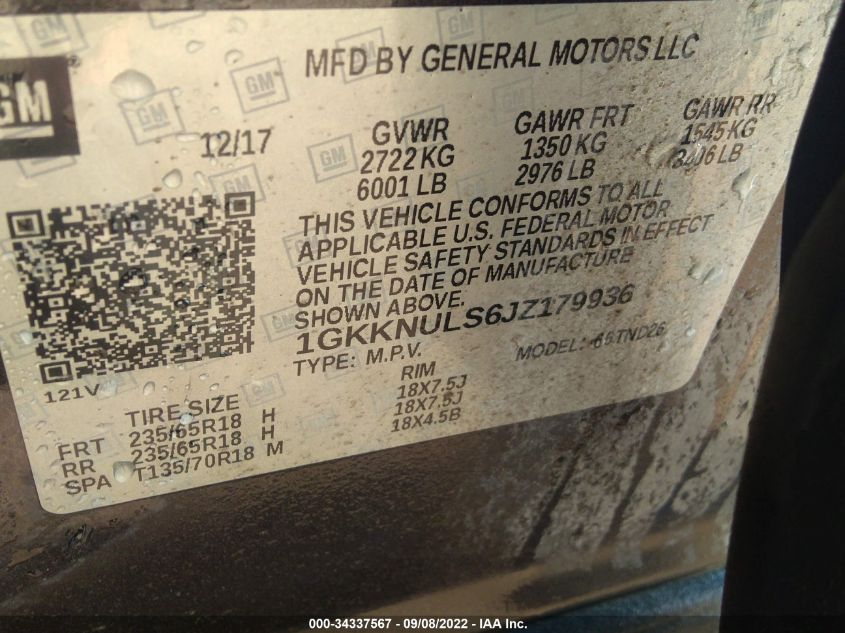 GM
MFD BY GENERAL MOTORS LLC
12/17
GVWR GAWR FRT GAWR RR
2722 KG 1350 KG 1545 KG
6001 LB 2976 LB LB
THIS VEHICLE CONFORMS TO ALL
APPLICABLE U.S. FEDERAL MOTOR
VEHICLE SAFETY STANDARDS IN EFFECT
ON THE DATE OF MANUFACTURE
SHOWN ABOVE.
1GKKNULS6JZ179936
TYPE: M.P.V. MODEL:
121V
TIRE SIZE RIM
FRT 235/65R18 H 18X7.5J
RR 235/65R18 H 18X7.5J
SPA T135/70R18 M 18X4.5B
000-34337567 - 09/08/2022 - IAA Inc.